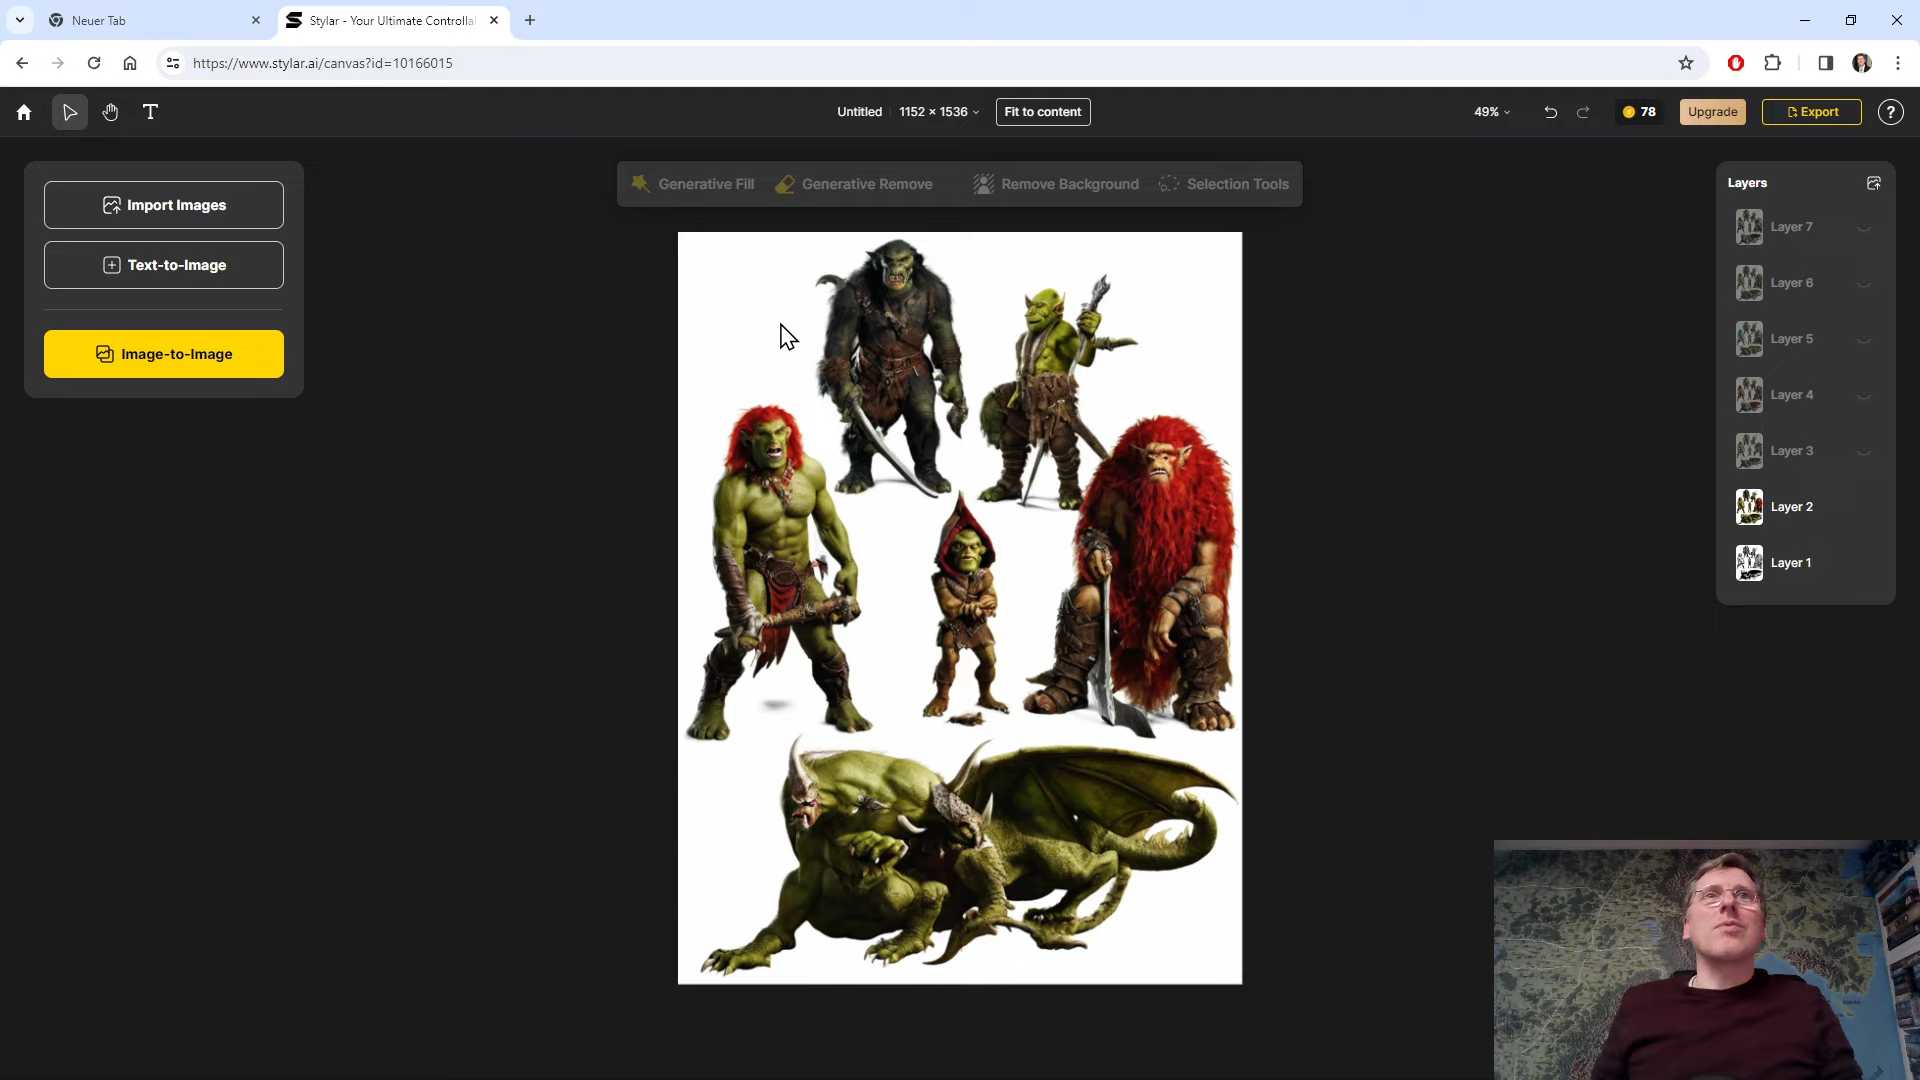 Neuer Tab
Stylar - Your Ultimate Controlla
https://www.stylar.ai/canvas?id=10166015
Untitled
1152 × 1536
Fit to content
49%
78
Upgrade
Export
?
Import Images
Text-to-Image
Image-to-Image
Generative Fill
Generative Remove
Remove Background
Selection Tools
Layers
Layer 7
Layer 6
Layer 5
Layer 4
Layer 3
Layer 2
Layer 1